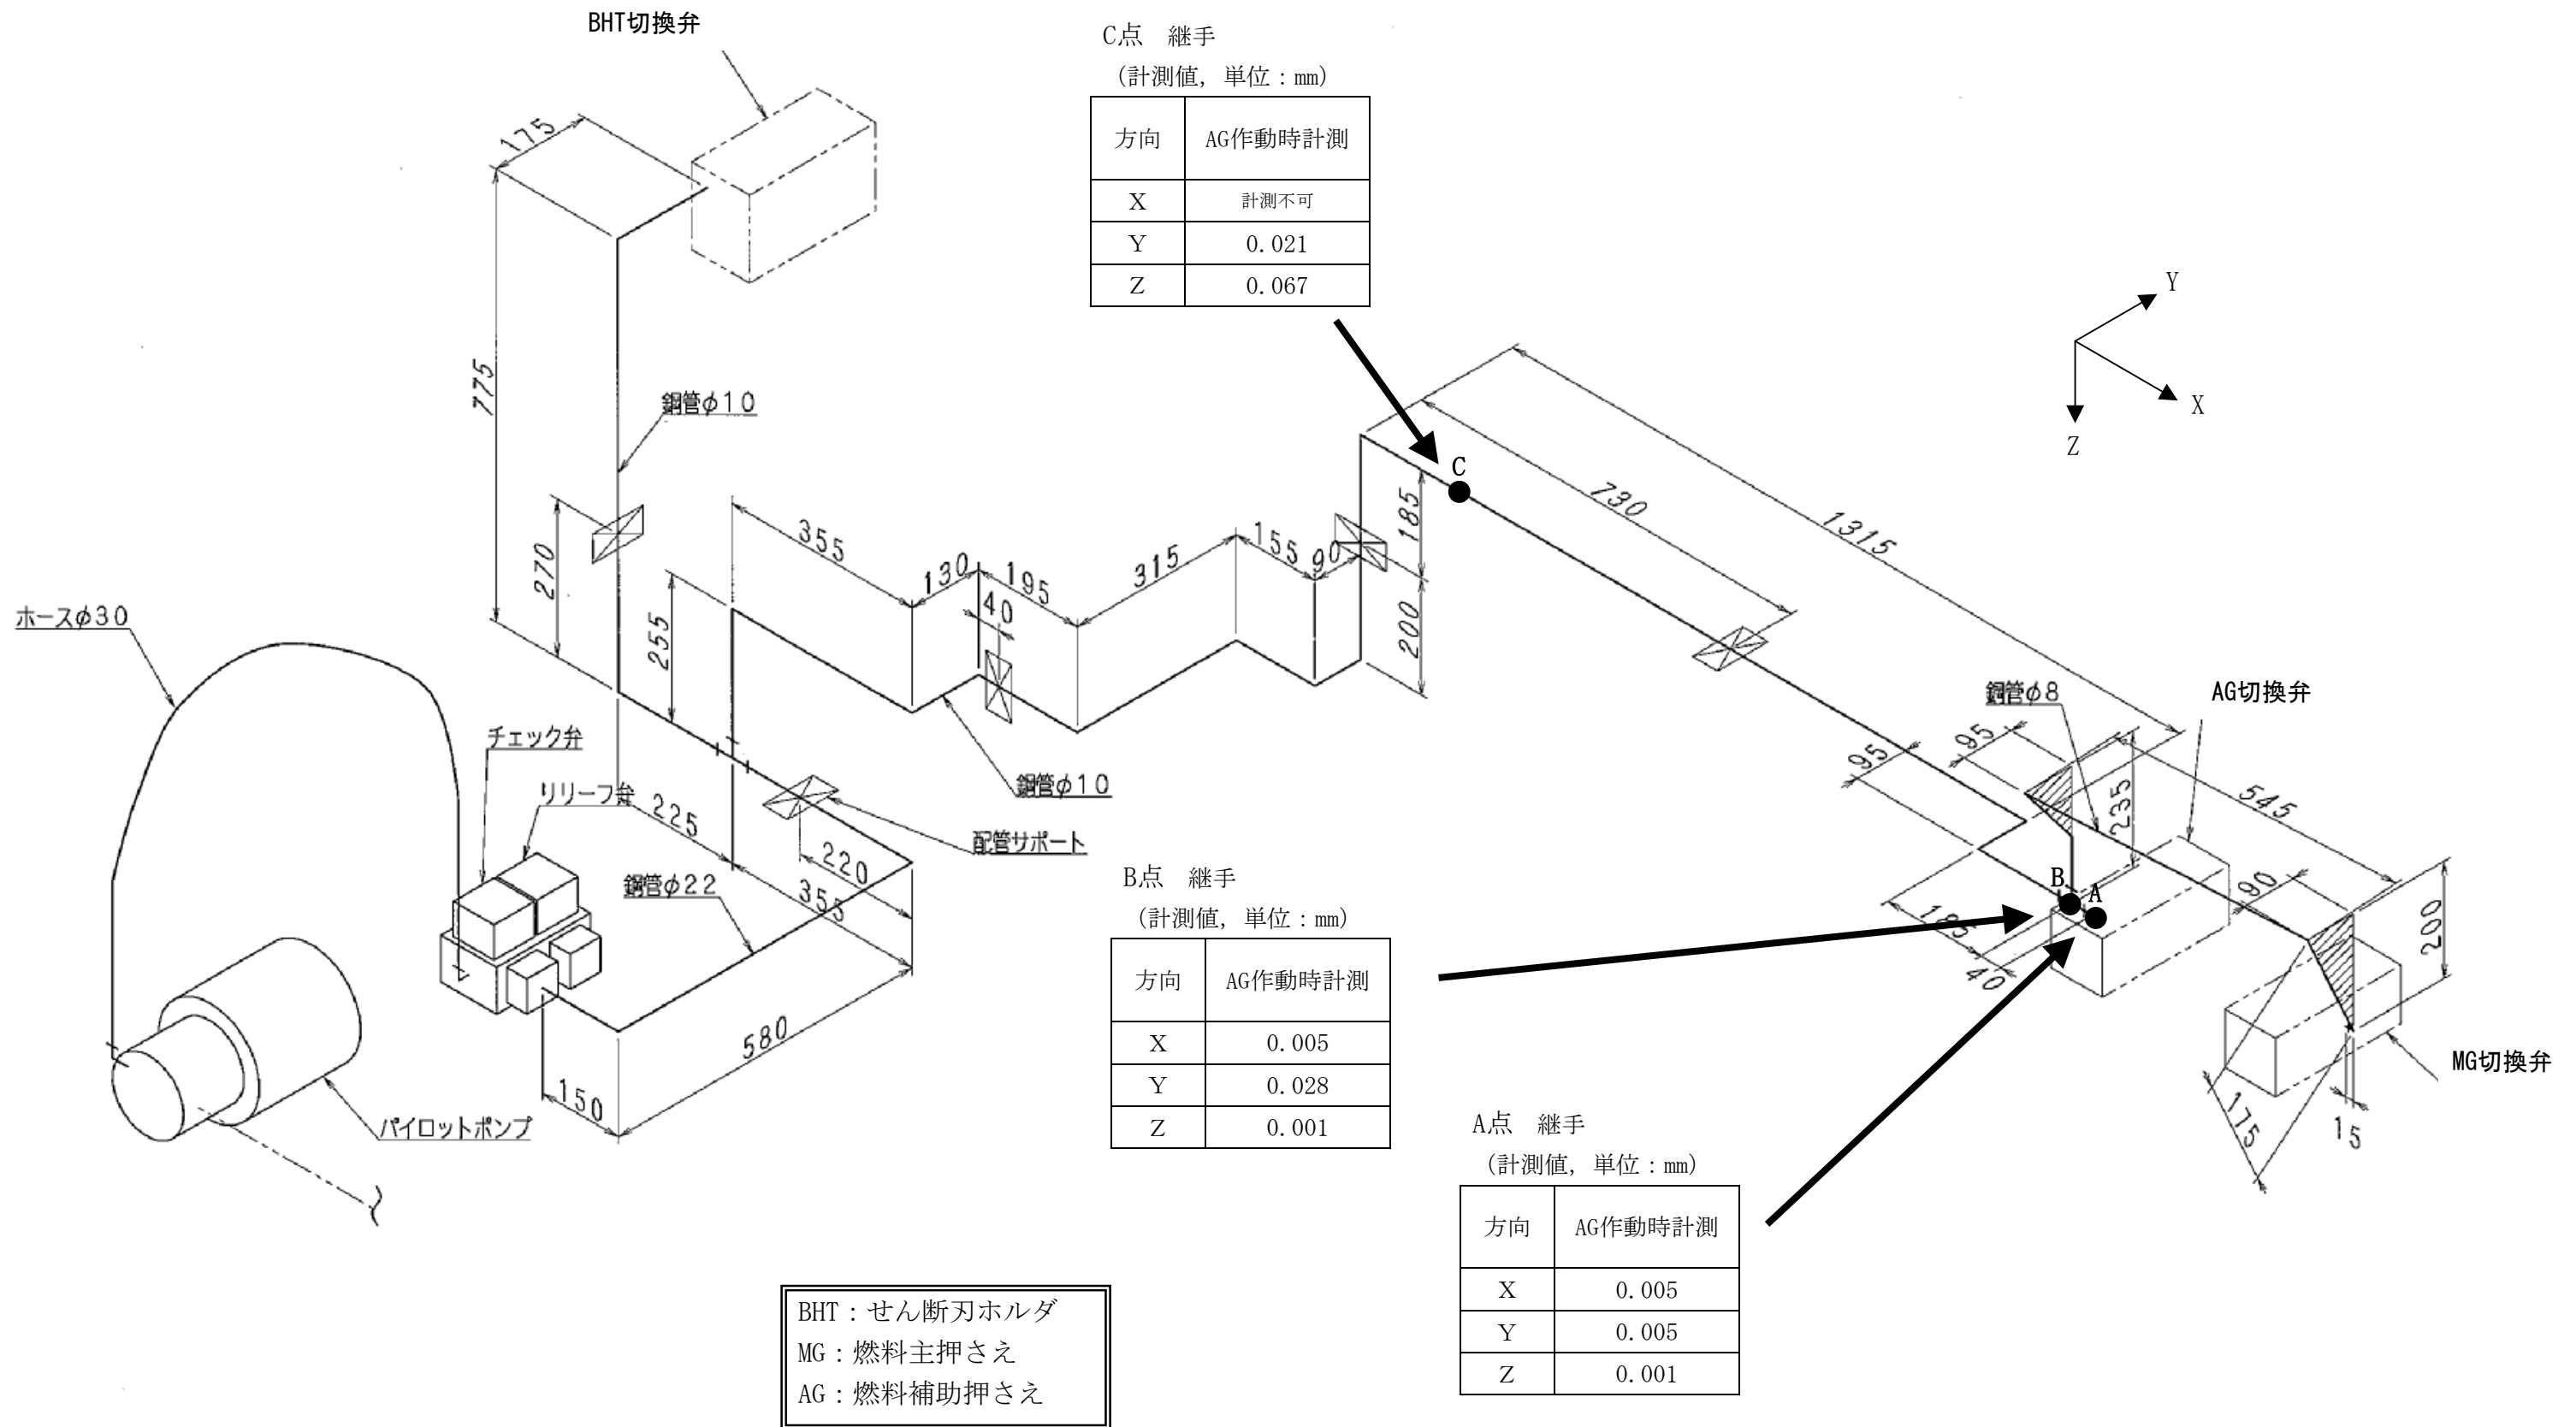 BHT切換弁
C点 継手
(計測値, 単位:mm)
方向 AG作動時計測
X 計測不可
Y 0.021
Z 0.067
175
775
鋼管φ10
270
255
355
130
195
40
315
155
90
185
200
730
1315
Y
X
Z
C
ホースφ30
チェック弁
リリーフ弁
225
220
355
鋼管φ22
580
150
配管サポート
鋼管φ10
パイロットポンプ
鋼管φ8
AG切換弁
95
95
235
545
90
200
185
40
B
A
MG切換弁
175
15
B点 継手
(計測値, 単位:mm)
方向 AG作動時計測
X 0.005
Y 0.028
Z 0.001
A点 継手
(計測値, 単位:mm)
方向 AG作動時計測
X 0.005
Y 0.005
Z 0.001
BHT:せん断刃ホルダ
MG:燃料主押さえ
AG:燃料補助押さえ